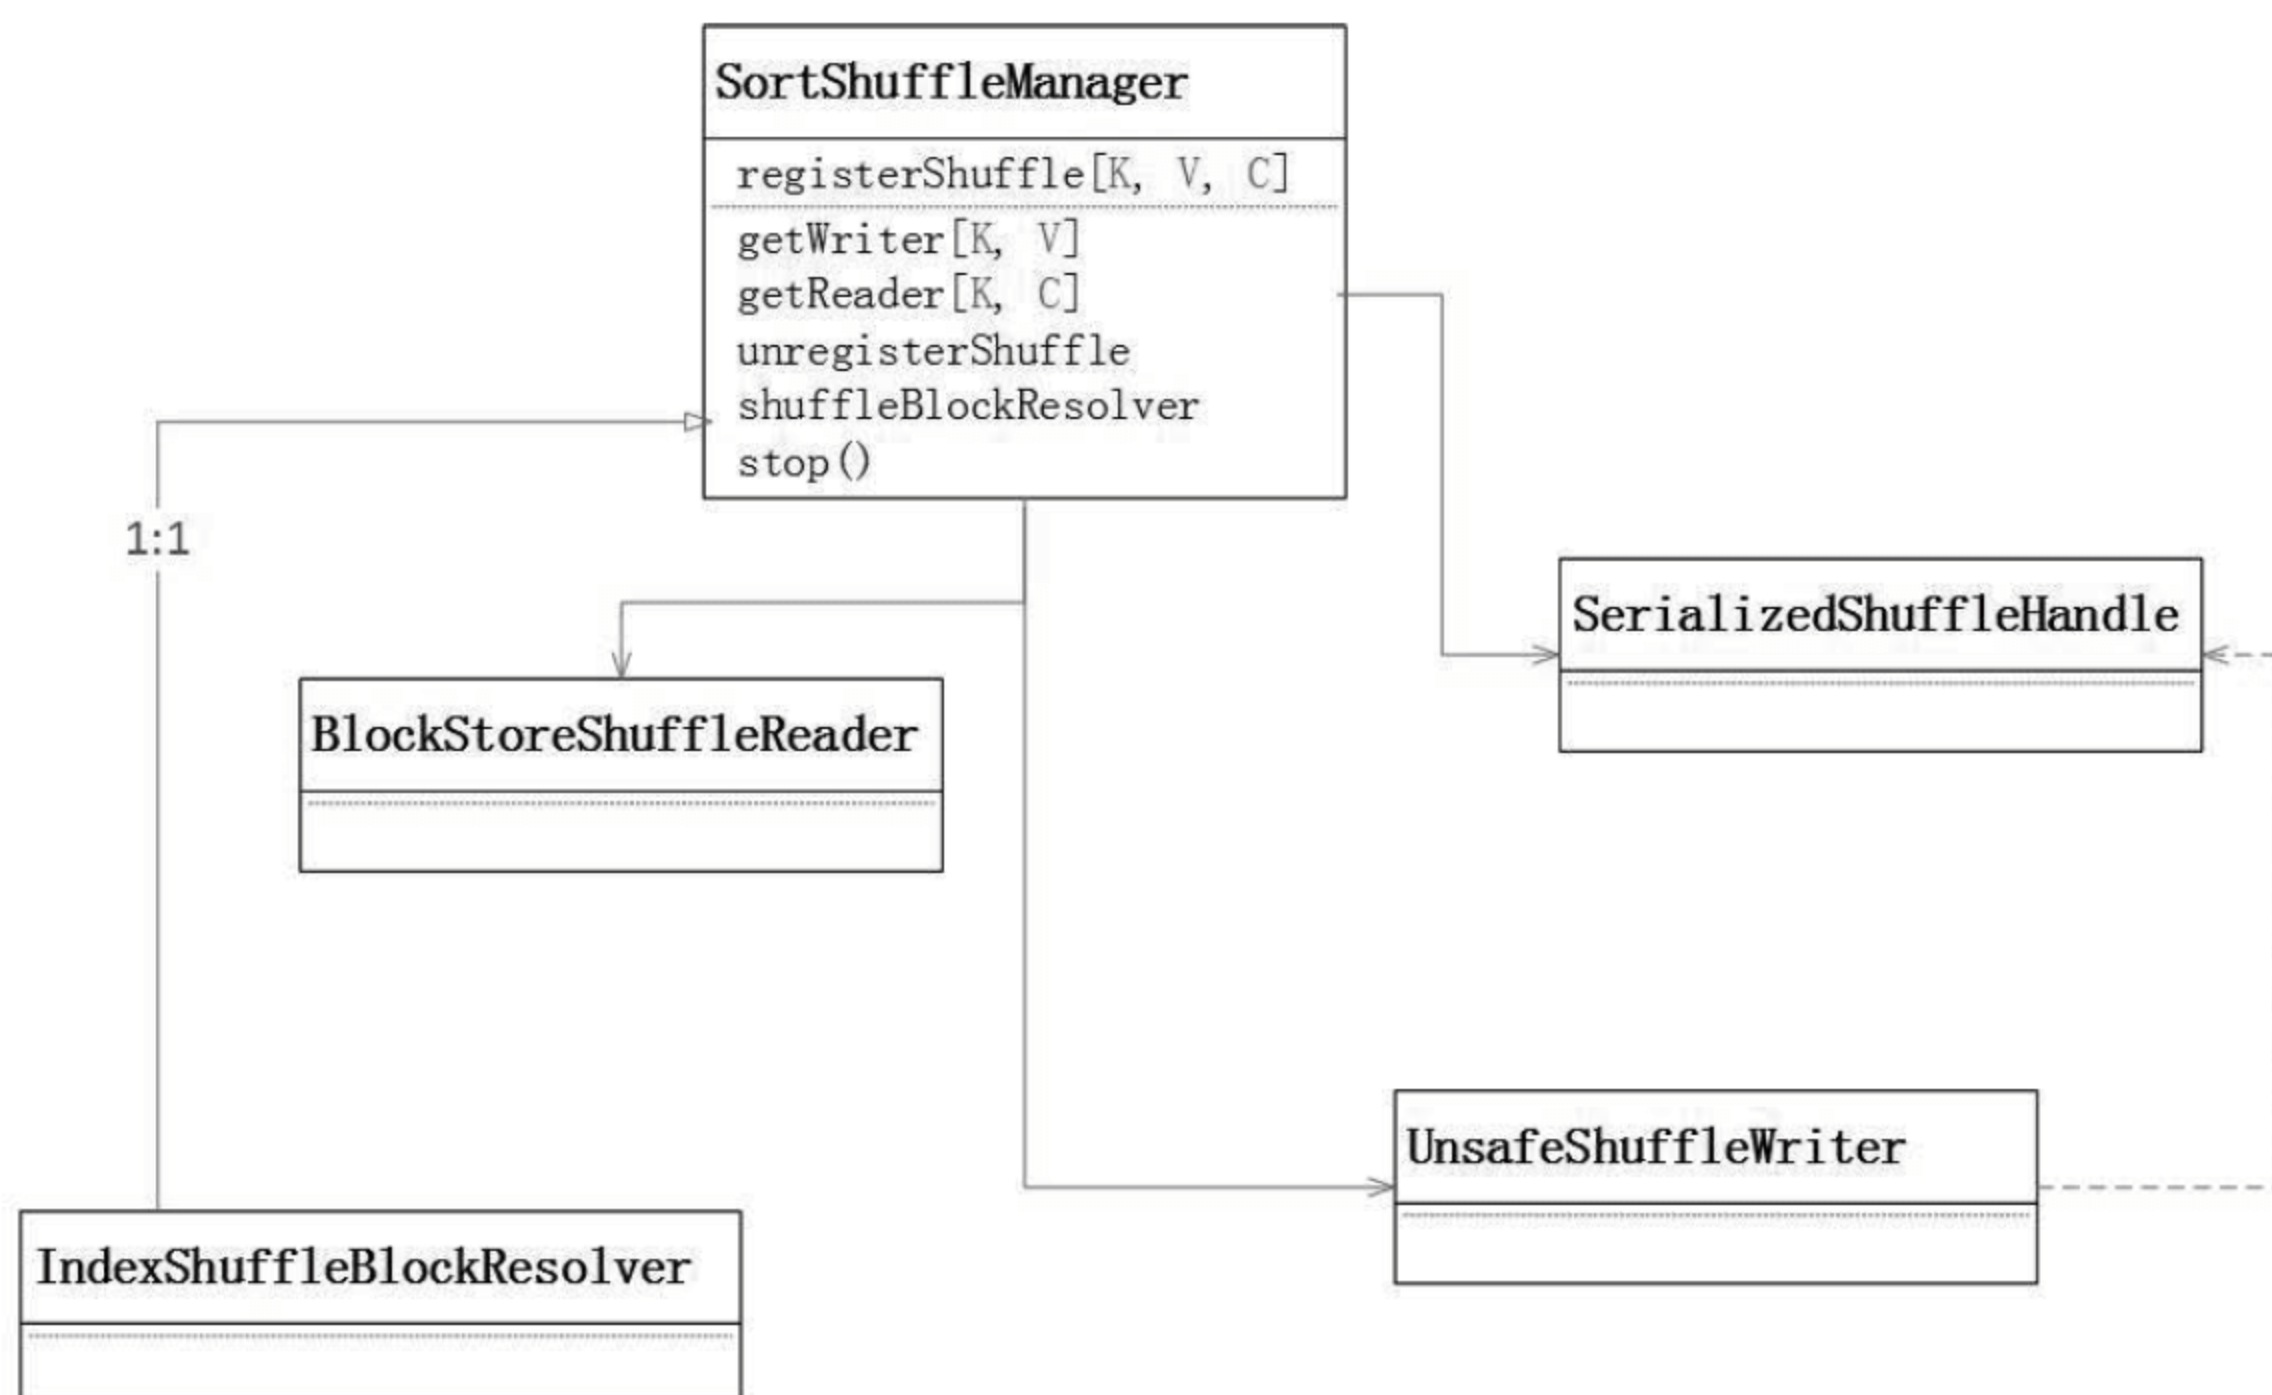 SortShuffleManager
registerShuffle[K, V, C]
getWriter[K, V]
getReader[K, C]
unregisterShuffle
shuffleBlockResolver
stop()
1:1
SerializedShuffleHandle
BlockStoreShuffleReader
UnsafeShuffleWriter
IndexShuffleBlockResolver